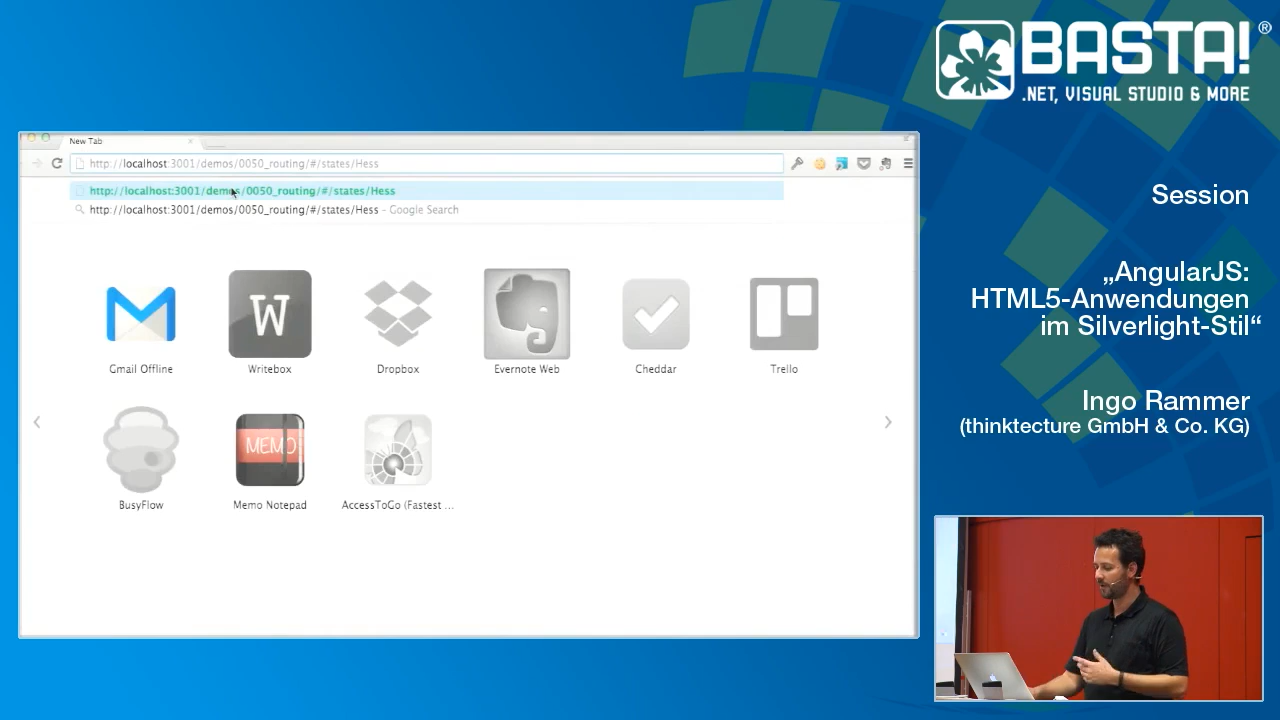 BASTA!®
.NET, VISUAL STUDIO & MORE
New Tab
http://localhost:3001/demos/0050_routing/#/states/Hess
http://localhost:3001/demos/0050_routing/#/states/Hess
http://localhost:3001/demos/0050_routing/#/states/Hess - Google Search
Gmail Offline
W
Writebox
Dropbox
Evernote Web
Cheddar
Trello
BusyFlow
MEMO
Memo Notepad
AccessToGo (Fastest ...
Session
„AngularJS:
HTML5-Anwendungen
im Silverlight-Stil“
Ingo Rammer
(thinktecture GmbH & Co. KG)